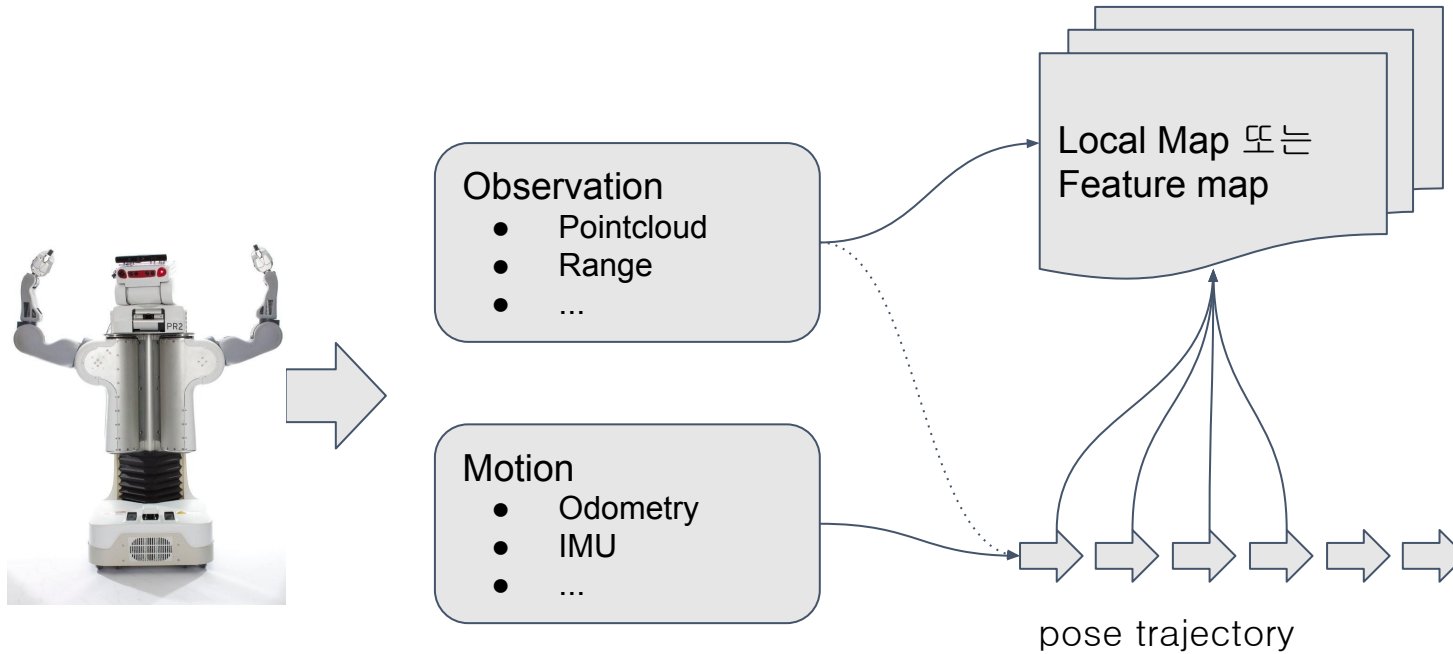 Observation
● Pointcloud
● Range
● ...
Motion
● Odometry
● IMU
● ...
Local Map 또는
Feature map
pose trajectory
PR2